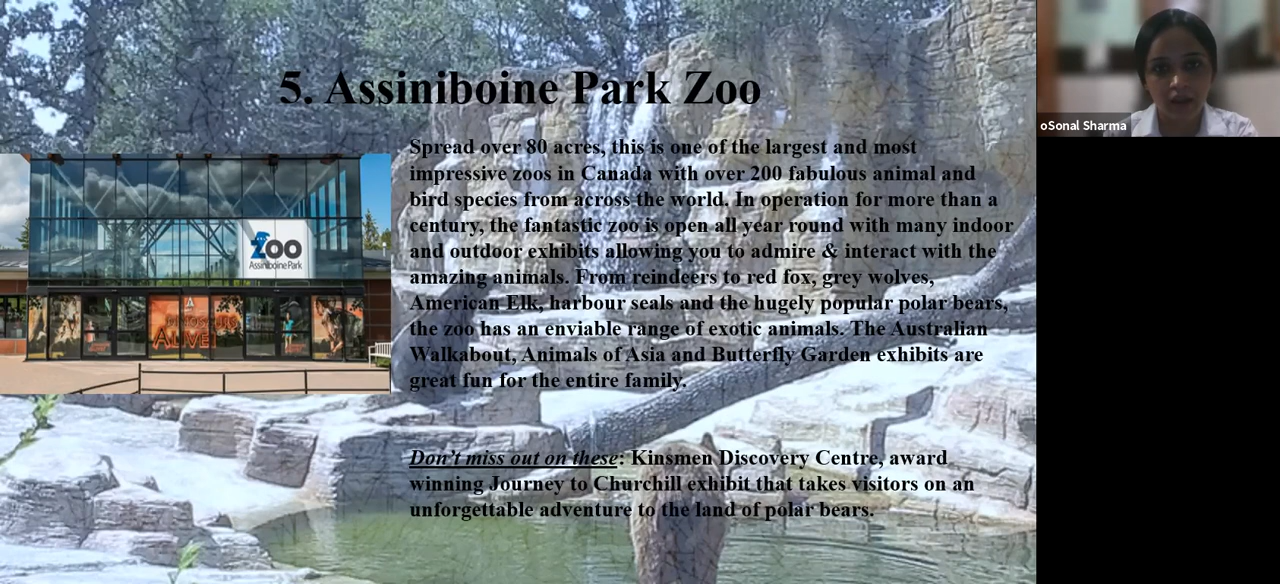 5. Assiniboine Park Zoo
oSonal Sharma
Spread over 80 acres, this is one of the largest and most
impressive zoos in Canada with over 200 fabulous animal and
bird species from across the world. In operation for more than a
century, the fantastic zoo is open all year round with many indoor
and outdoor exhibits allowing you to admire & interact with the
amazing animals. From reindeers to red fox, grey wolves,
American Elk, harbour seals and the hugely popular polar bears,
the zoo has an enviable range of exotic animals. The Australian
Walkabout, Animals of Asia and Butterfly Garden exhibits are
great fun for the entire family.
Zoo
Assiniboine Park
DINOSAURS
ALIVE!
Don't miss out on these: Kinsmen Discovery Centre, award
winning Journey to Churchill exhibit that takes visitors on an
unforgettable adventure to the land of polar bears.